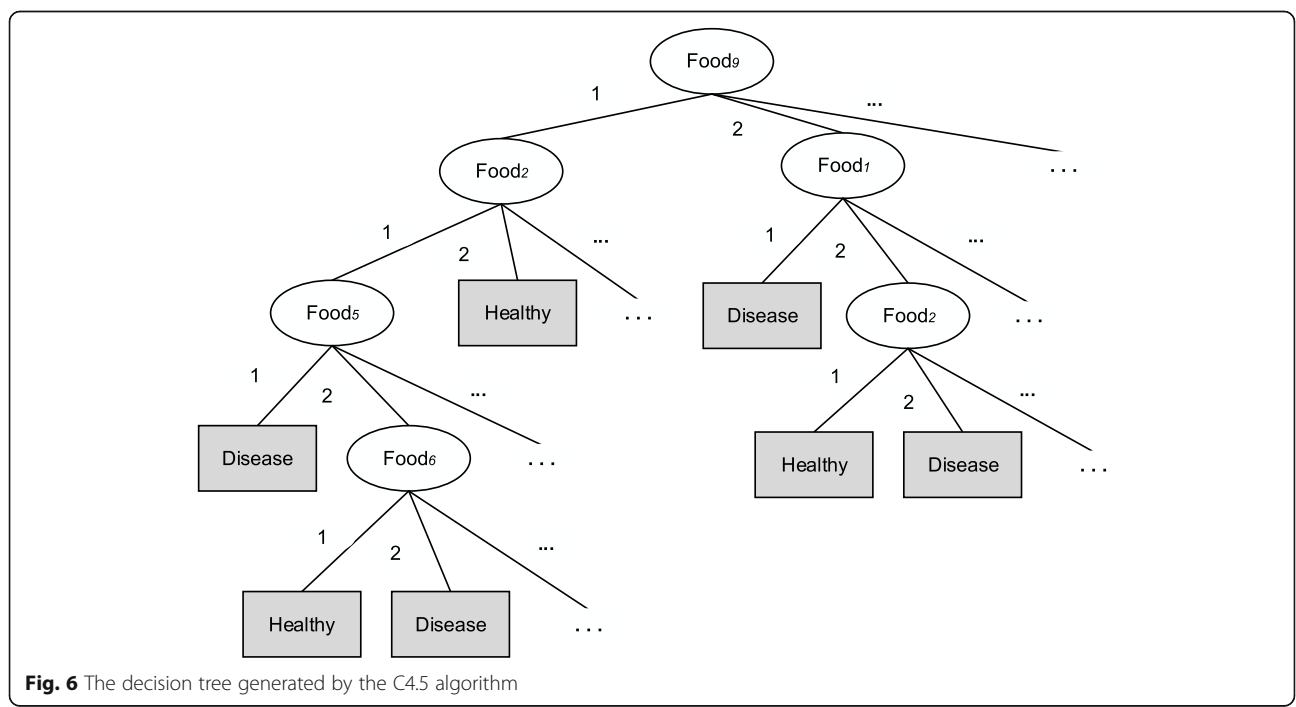 Food9
1
2
...
Food2
Food1
. . .
1
2
...
1
2
...
Food5
Healthy
. . .
Disease
Food2
. . .
1
2
...
1
2
...
Disease
Food6
. . .
Healthy
Disease
. . .
1
2
...
Healthy
Disease
. . .
Fig. 6 The decision tree generated by the C4.5 algorithm